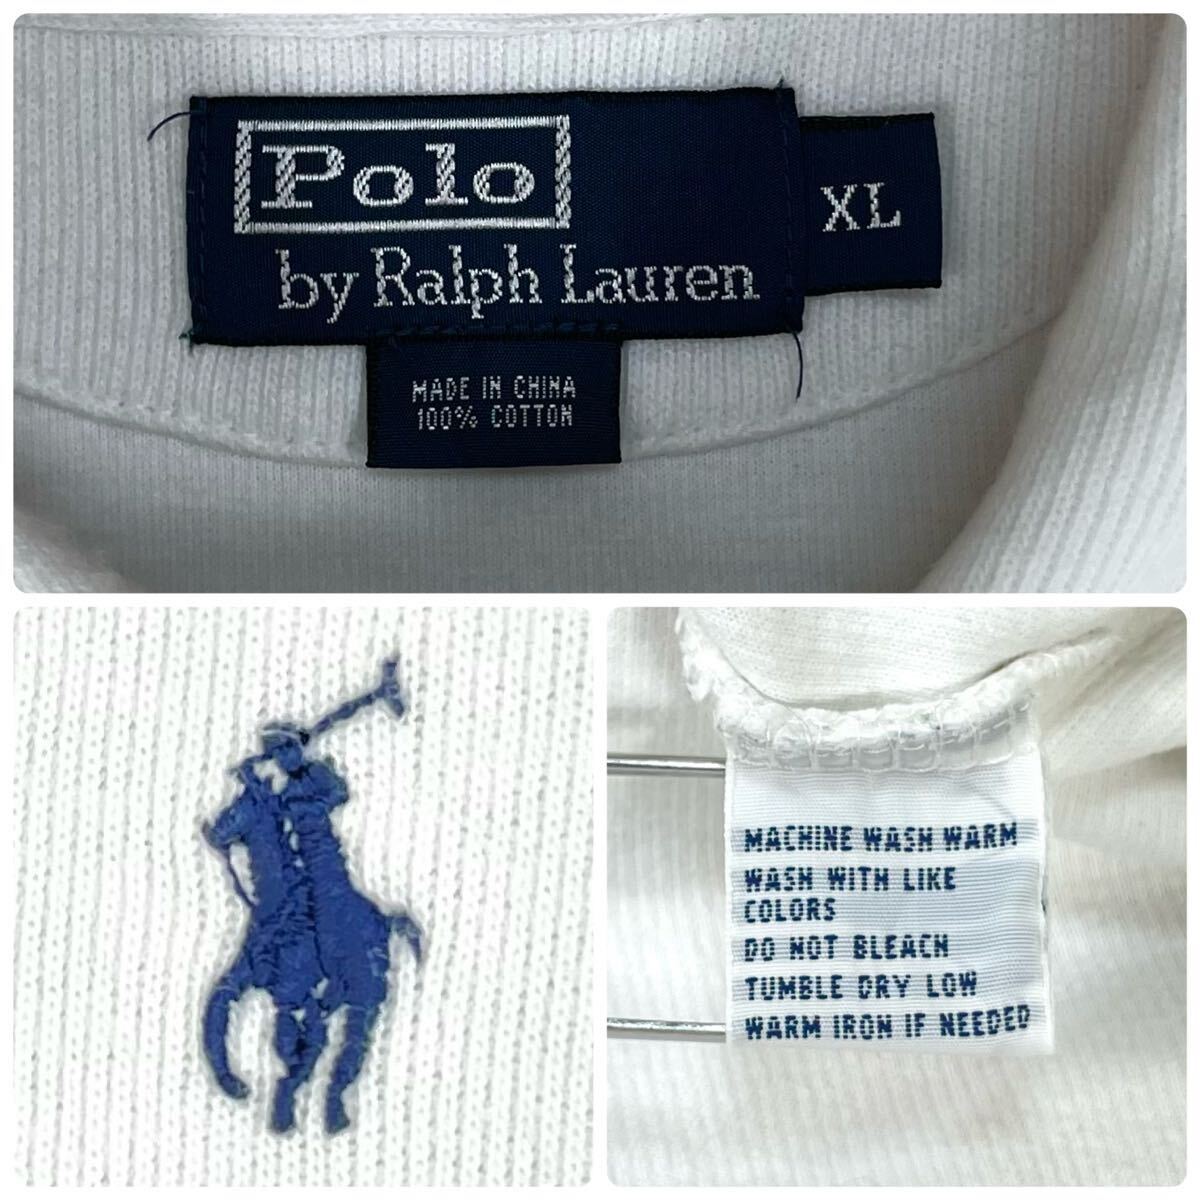 Polo
by Ralph Lauren
XL
MADE IN CHINA
100% COTTON
MACHINE WASH WARM
WASH WITH LIKE
COLORS
DO NOT BLEACH
TUMBLE DRY LOW
WARM IRON IF NEEDED